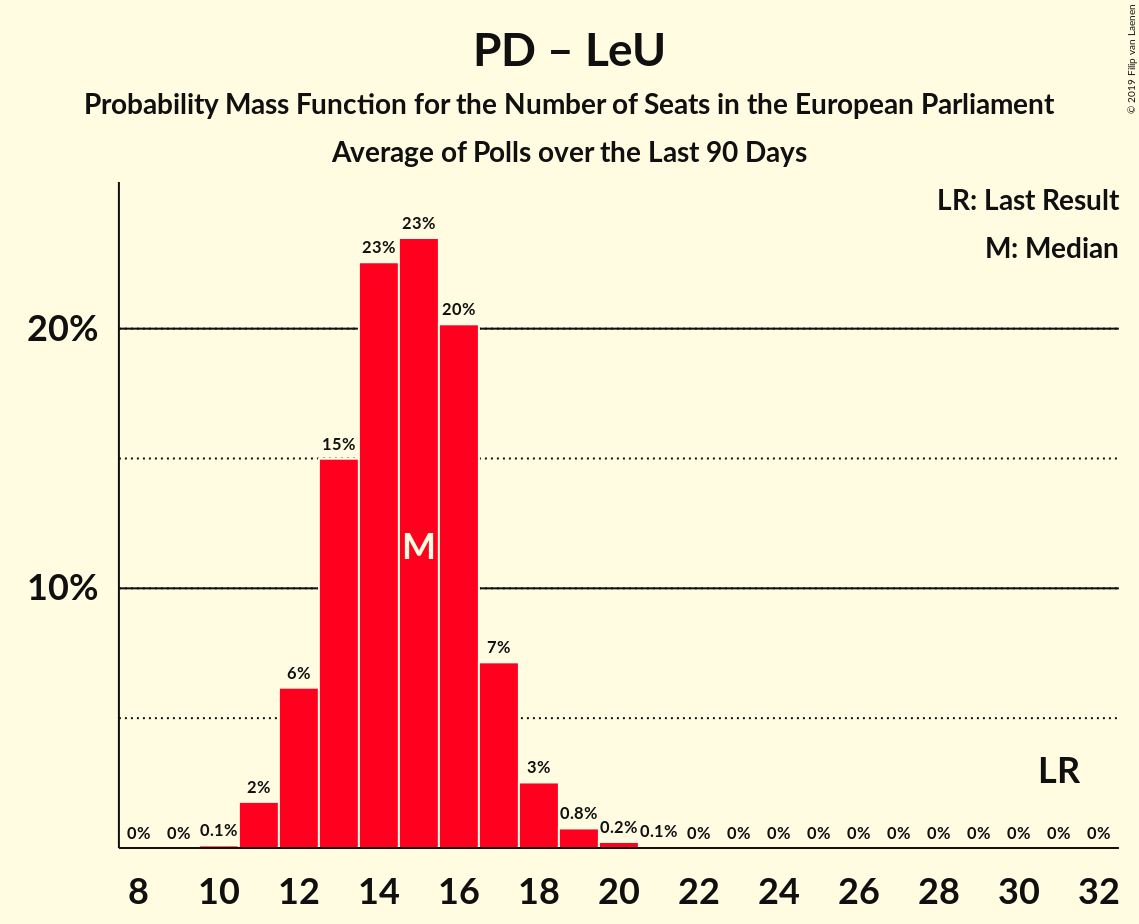 PD – LeU
Probability Mass Function for the Number of Seats in the European Parliament
Average of Polls over the Last 90 Days
© 2019 Filip van Laenen
LR: Last Result
M: Median
23%
23%
20%
20%
15%
M
10%
7%
6%
3%
2%
LR
0% 0% 0.1% 0.8% 0.2% 0.1% 0% 0% 0% 0% 0% 0% 0% 0% 0% 0% 0%
8 10 12 14 16 18 20 22 24 26 28 30 32